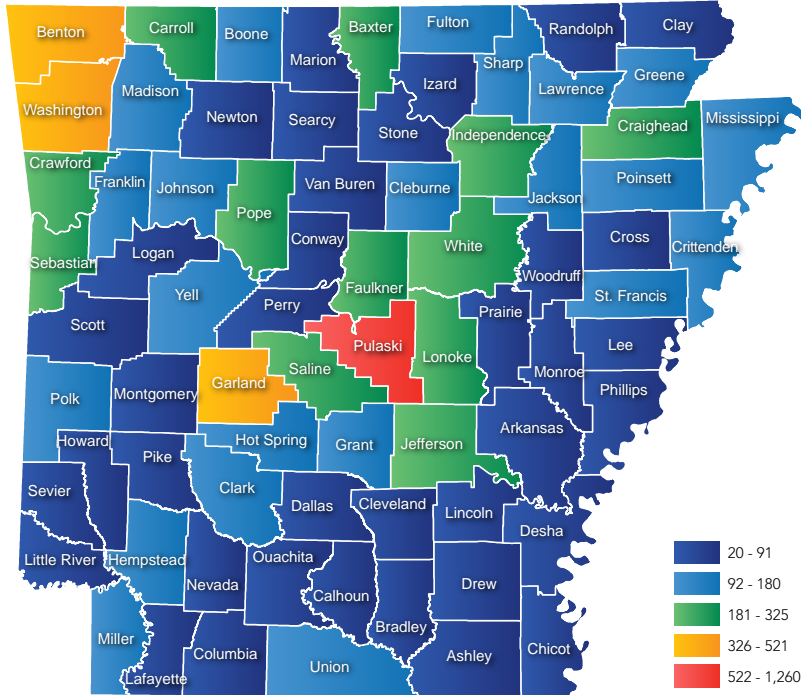 Benton
Carroll
Boone
Marion
Baxter
Fulton
Randolph
Clay
Sharp
Izard
Madison
Lawrence
Greene
Washington
Newton
Searcy
Stone
Independence
Craighead
Mississippi
Crawford
Franklin
Johnson
Pope
Van Buren
Cleburne
Jackson
Poinsett
Sebastian
Logan
Conway
White
Woodruff
Cross
Crittenden
Yell
Faulkner
St. Francis
Scott
Perry
Prairie
Pulaski
Lonoke
Lee
Saline
Monroe
Polk
Montgomery
Garland
Phillips
Howard
Hot Spring
Grant
Jefferson
Arkansas
Pike
Sevier
Clark
Dallas
Cleveland
Lincoln
Desha
Little River
Hempstead
Nevada
Ouachita
Calhoun
Drew
Bradley
Miller
Lafayette
Columbia
Union
Ashley
Chicot
20 - 91
92 - 180
181 - 325
326 - 521
522 - 1,260